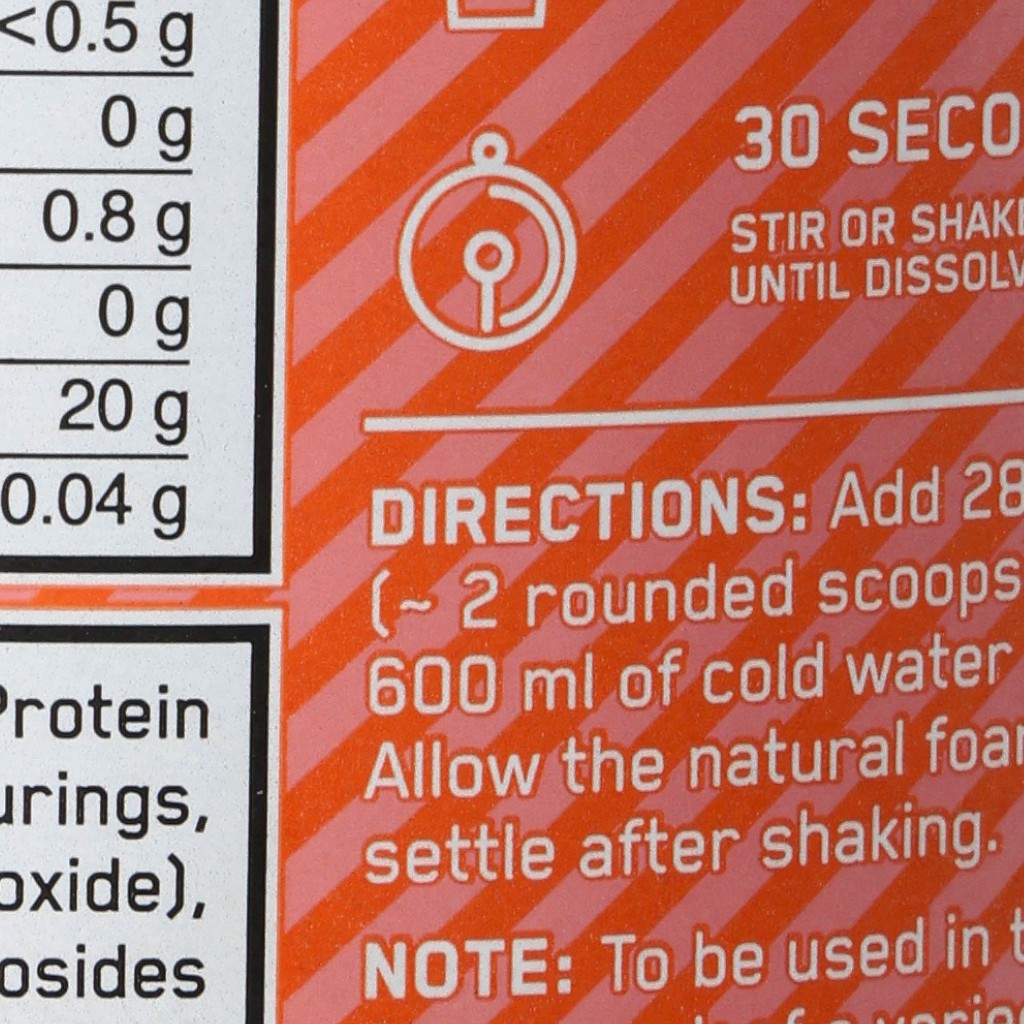 <0.5 g
0 g
0.8 g
0 g
20 g
0.04 g
Protein
urings,
oxide),
osides
30 SECO
STIR OR SHAKE
UNTIL DISSOLV
DIRECTIONS: Add 28
(~ 2 rounded scoops
600 ml of cold water
Allow the natural foam
settle after shaking.
NOTE: To be used in t